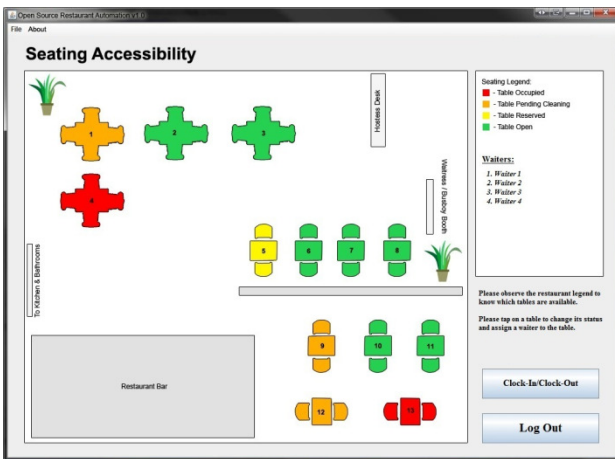 Open Source Restaurant Automation v1.0
File About
Seating Accessibility
Hostess Desk
1
2
3
4
Waitress / Busboy Booth
To Kitchen & Bathrooms
5
6
7
8
9
10
11
12
13
Restaurant Bar
Seating Legend:
- Table Occupied
- Table Pending Cleaning
- Table Reserved
- Table Open
Waiters:
1. Waiter 1
2. Waiter 2
3. Waiter 3
4. Waiter 4
Please observe the restaurant legend to
know which tables are available.
Please tap on a table to change its status
and assign a waiter to the table.
Clock-In/Clock-Out
Log Out